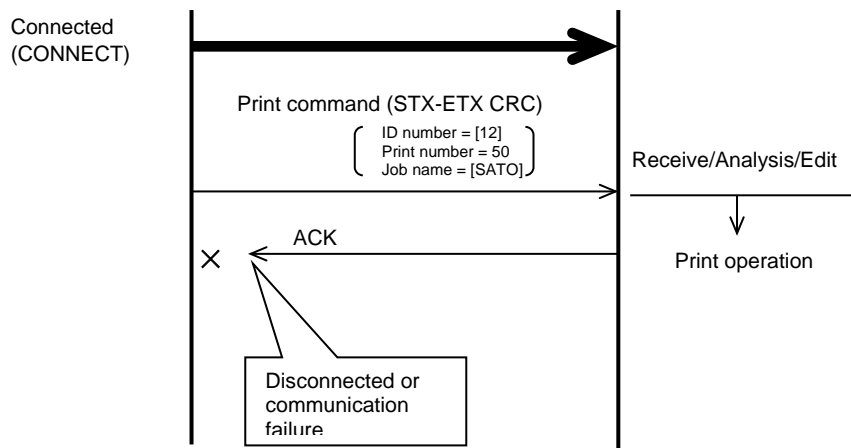 Connected
(CONNECT)
Print command (STX-ETX CRC)
ID number = [12]
Print number = 50
Job name = [SATO]
Receive/Analysis/Edit
ACK
Print operation
Disconnected or
communication
failure